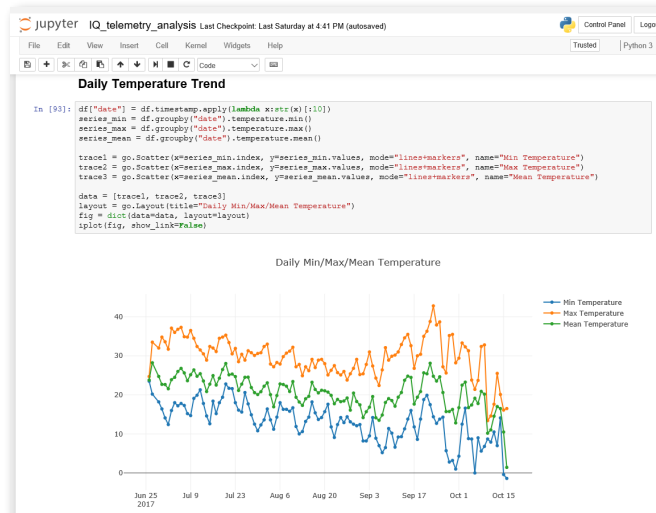 jupyter IQ_telemetry_analysis Last Checkpoint: Last Saturday at 4:41 PM (autosaved) Control Panel Logo
File Edit View Insert Cell Kernel Widgets Help Trusted Python 3
Code
Daily Temperature Trend
In [93]: df["date"] = df.timestamp.apply(lambda x:str(x)[:10])
series_min = df.groupby("date").temperature.min()
series_max = df.groupby("date").temperature.max()
series_mean = df.groupby("date").temperature.mean()
trace1 = go.Scatter(x=series_min.index, y=series_min.values, mode="lines+markers", name="Min Temperature")
trace2 = go.Scatter(x=series_max.index, y=series_max.values, mode="lines+markers", name="Max Temperature")
trace3 = go.Scatter(x=series_mean.index, y=series_mean.values, mode="lines+markers", name="Mean Temperature")
data = [trace1, trace2, trace3]
layout = go.Layout(title="Daily Min/Max/Mean Temperature")
fig = dict(data=data, layout=layout)
iplot(fig, show_link=False)
Daily Min/Max/Mean Temperature
Min Temperature
Max Temperature
Mean Temperature
40
30
20
10
0
Jun 25 Jul 9 Jul 23 Aug 6 Aug 20 Sep 3 Sep 17 Oct 1 Oct 15
2017